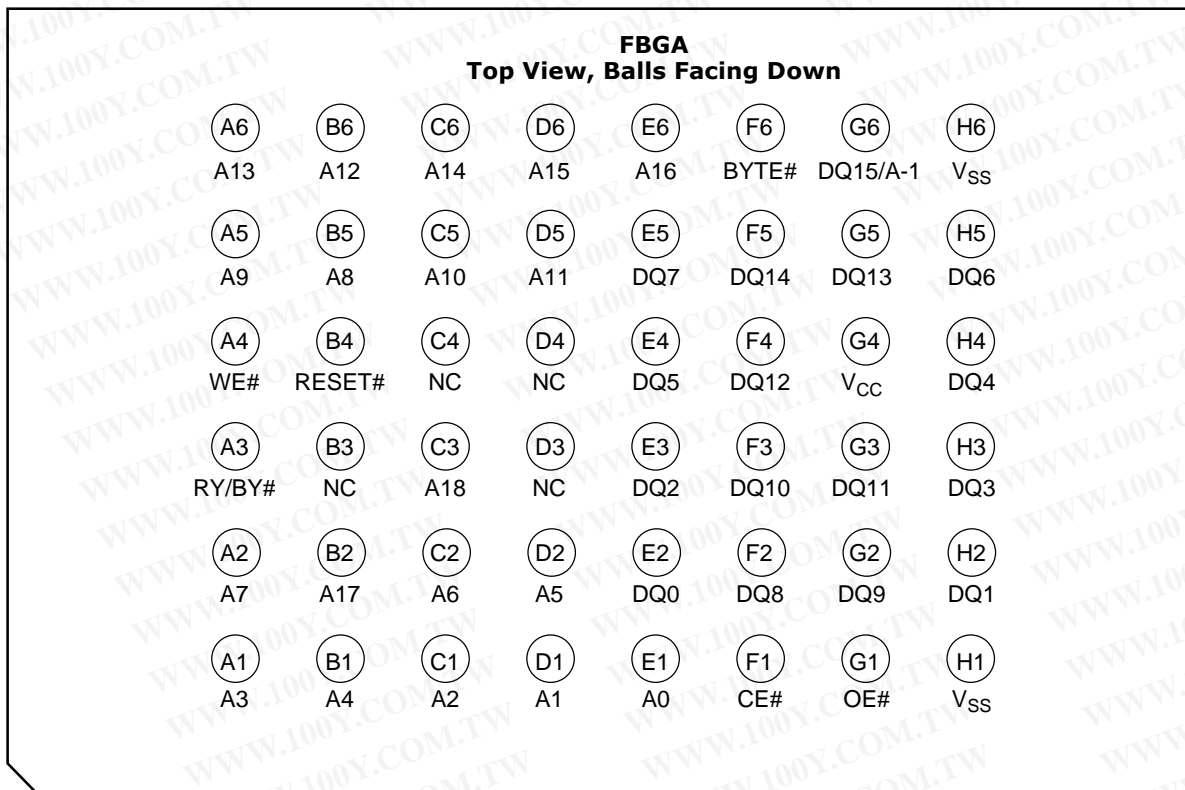 FBGA
Top View, Balls Facing Down
A6 B6 C6 D6 E6 F6 G6 H6
A13 A12 A14 A15 A16 BYTE# DQ15/A-1 VSS
A5 B5 C5 D5 E5 F5 G5 H5
A9 A8 A10 A11 DQ7 DQ14 DQ13 DQ6
A4 B4 C4 D4 E4 F4 G4 H4
WE# RESET# NC NC DQ5 DQ12 VCC DQ4
A3 B3 C3 D3 E3 F3 G3 H3
RY/BY# NC A18 NC DQ2 DQ10 DQ11 DQ3
A2 B2 C2 D2 E2 F2 G2 H2
A7 A17 A6 A5 DQ0 DQ8 DQ9 DQ1
A1 B1 C1 D1 E1 F1 G1 H1
A3 A4 A2 A1 A0 CE# OE# VSS
WWW.100Y.COM.TW